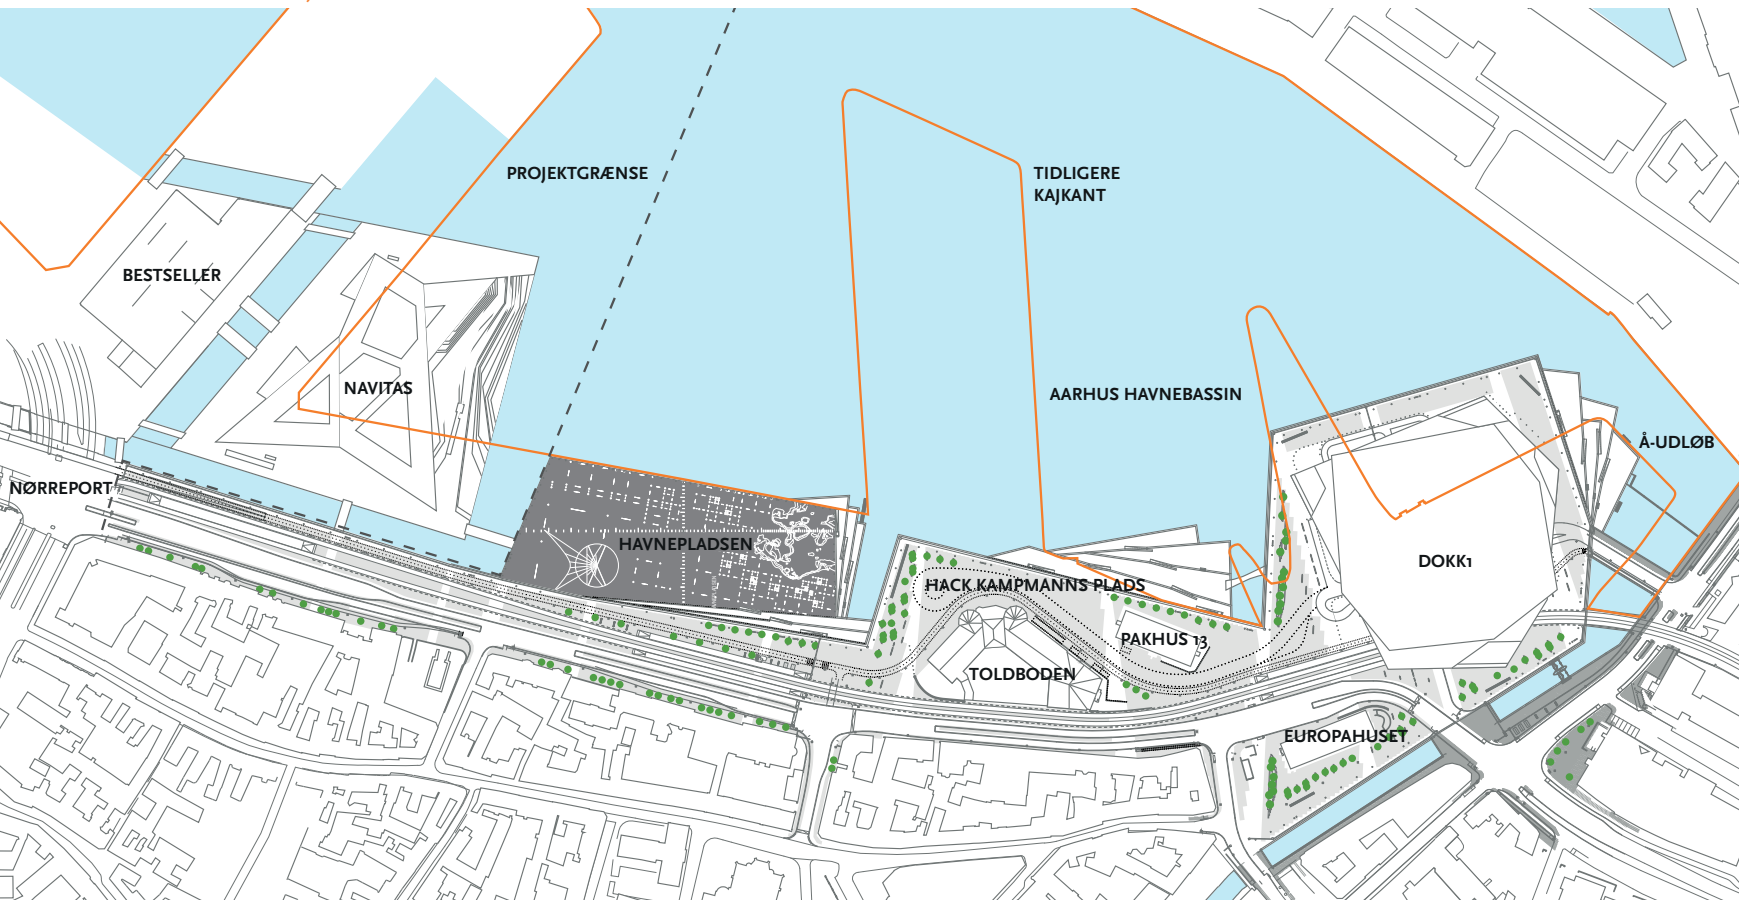 PROJEKTGRÆNSE
TIDLIGERE
KAJKANT
BESTSELLER
NAVITAS
AARHUS HAVNEBASSIN
Å-UDLØB
NØRREPORT
HAVNEPLADSEN
DOKK1
HACK KAMPMANNS PLADS
PAKHUS 13
TOLDBODEN
EUROPAHUSET